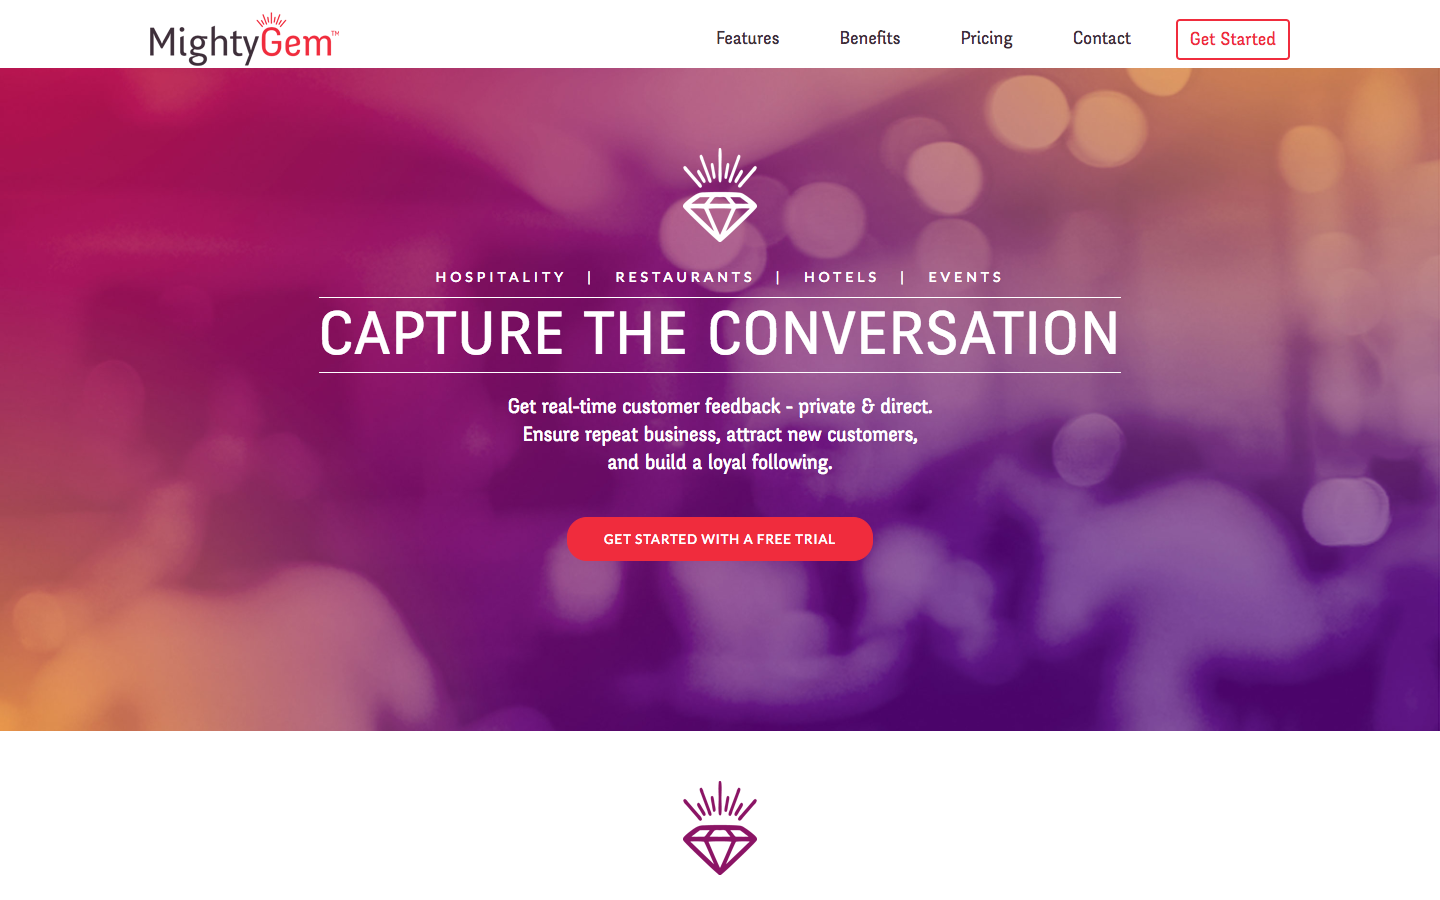 MightyGem™
Features
Benefits
Pricing
Contact
Get Started
HOSPITALITY | RESTAURANTS | HOTELS | EVENTS
CAPTURE THE CONVERSATION
Get real-time customer feedback - private & direct.
Ensure repeat business, attract new customers,
and build a loyal following.
GET STARTED WITH A FREE TRIAL